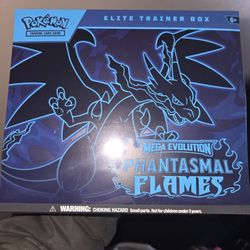 Pokémon
TRADING CARD GAME
ELITE TRAINER BOX
6+
MEGA EVOLUTION
PHANTASMAL
FLAMES
WARNING: CHOKING HAZARD Small parts. Not for children under 3 years.